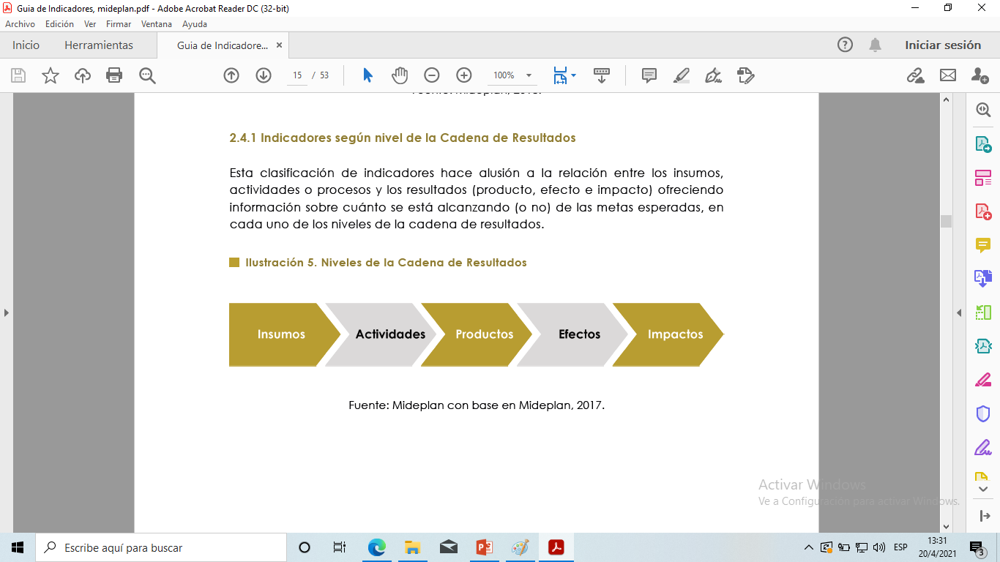 Guia de Indicadores, mideplan.pdf - Adobe Acrobat Reader DC (32-bit)
Archivo Edición Ver Firmar Ventana Ayuda
Inicio Herramientas Guia de Indicadore... Iniciar sesión
15 / 53 100%
2.4.1 Indicadores según nivel de la Cadena de Resultados
Esta clasificación de indicadores hace alusión a la relación entre los insumos,
actividades o procesos y los resultados (producto, efecto e impacto) ofreciendo
información sobre cuánto se está alcanzando (o no) de las metas esperadas, en
cada uno de los niveles de la cadena de resultados.
Ilustración 5. Niveles de la Cadena de Resultados
Insumos Actividades Productos Efectos Impactos
Fuente: Mideplan con base en Mideplan, 2017.
Activar Windows
Ve a Configuración para activar Windows.
Escribe aquí para buscar
ESP
13:31
20/4/2021
3